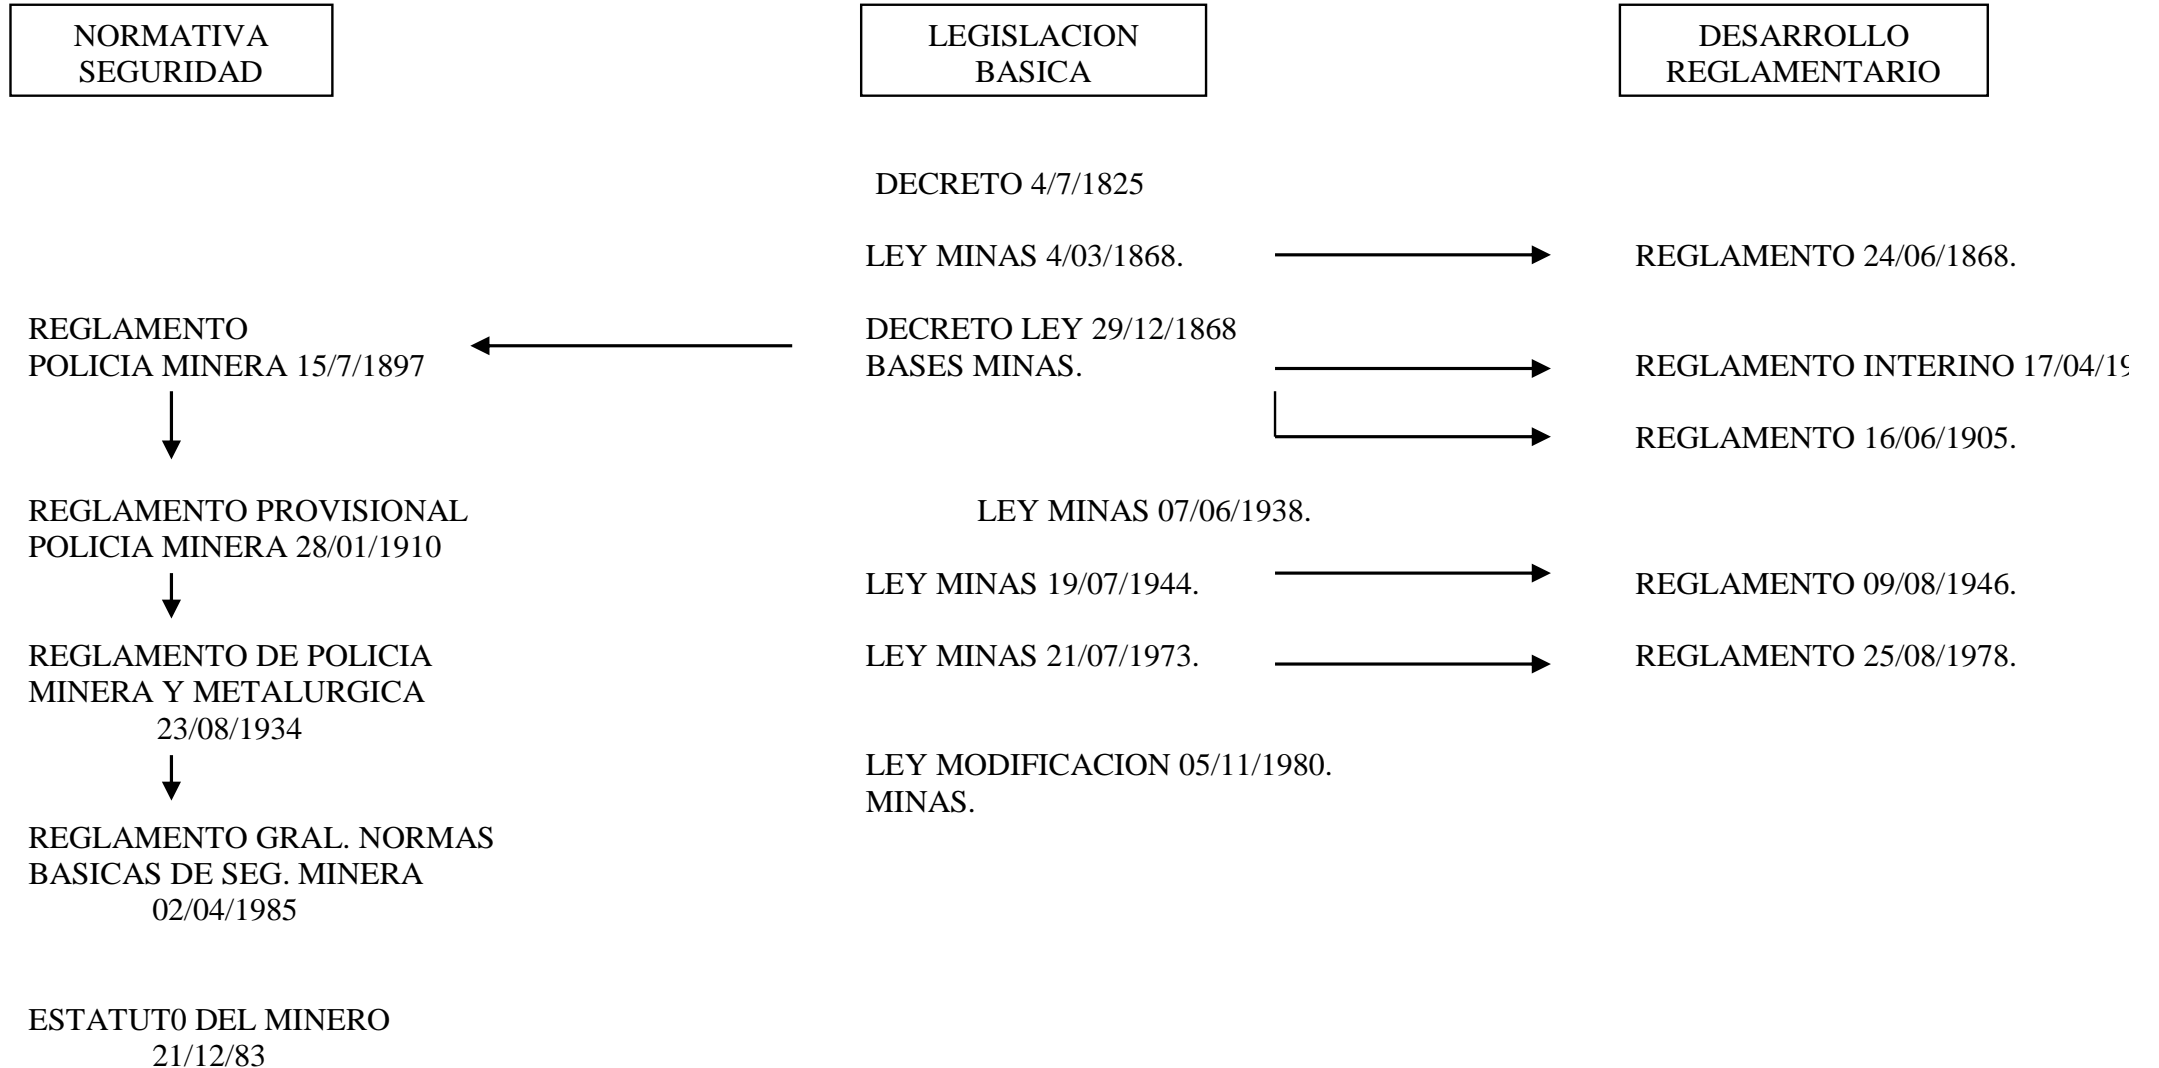 NORMATIVA
SEGURIDAD
LEGISLACION
BASICA
DESARROLLO
REGLAMENTARIO
DECRETO 4/7/1825
LEY MINAS 4/03/1868.
REGLAMENTO 24/06/1868.
REGLAMENTO
POLICIA MINERA 15/7/1897
DECRETO LEY 29/12/1868
BASES MINAS.
REGLAMENTO INTERINO
REGLAMENTO 16/06/1905.
REGLAMENTO PROVISIONAL
POLICIA MINERA 28/01/1910
LEY MINAS 07/06/1938.
LEY MINAS 19/07/1944.
REGLAMENTO 09/08/1946.
REGLAMENTO DE POLICIA
MINERA Y METALURGICA
23/08/1934
LEY MINAS 21/07/1973.
REGLAMENTO 25/08/1978.
LEY MODIFICACION 05/11/1980.
MINAS.
REGLAMENTO GRAL. NORMAS
BASICAS DE SEG. MINERA
02/04/1985
ESTATUT0 DEL MINERO
21/12/83